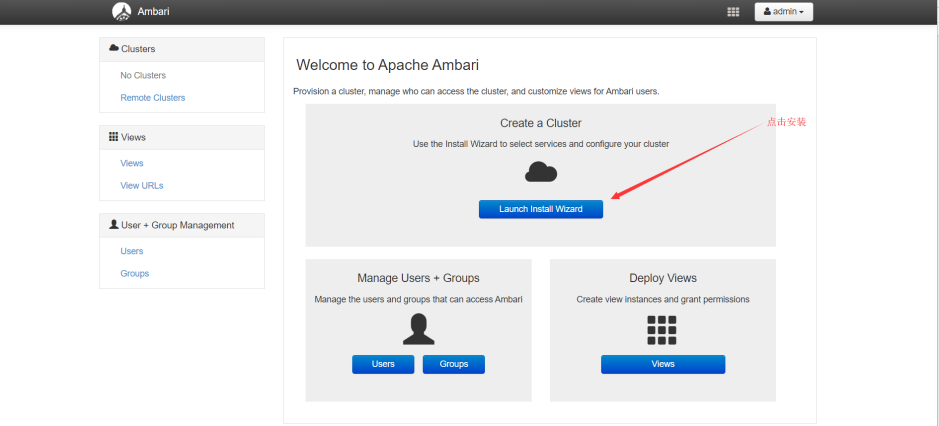 Ambari
admin
Clusters
No Clusters
Remote Clusters
Views
Views
View URLs
User + Group Management
Users
Groups
Welcome to Apache Ambari
Provision a cluster, manage who can access the cluster, and customize views for Ambari users.
Create a Cluster
Use the Install Wizard to select services and configure your cluster
Launch Install Wizard
点击安装
Manage Users + Groups
Manage the users and groups that can access Ambari
Users
Groups
Deploy Views
Create view instances and grant permissions
Views